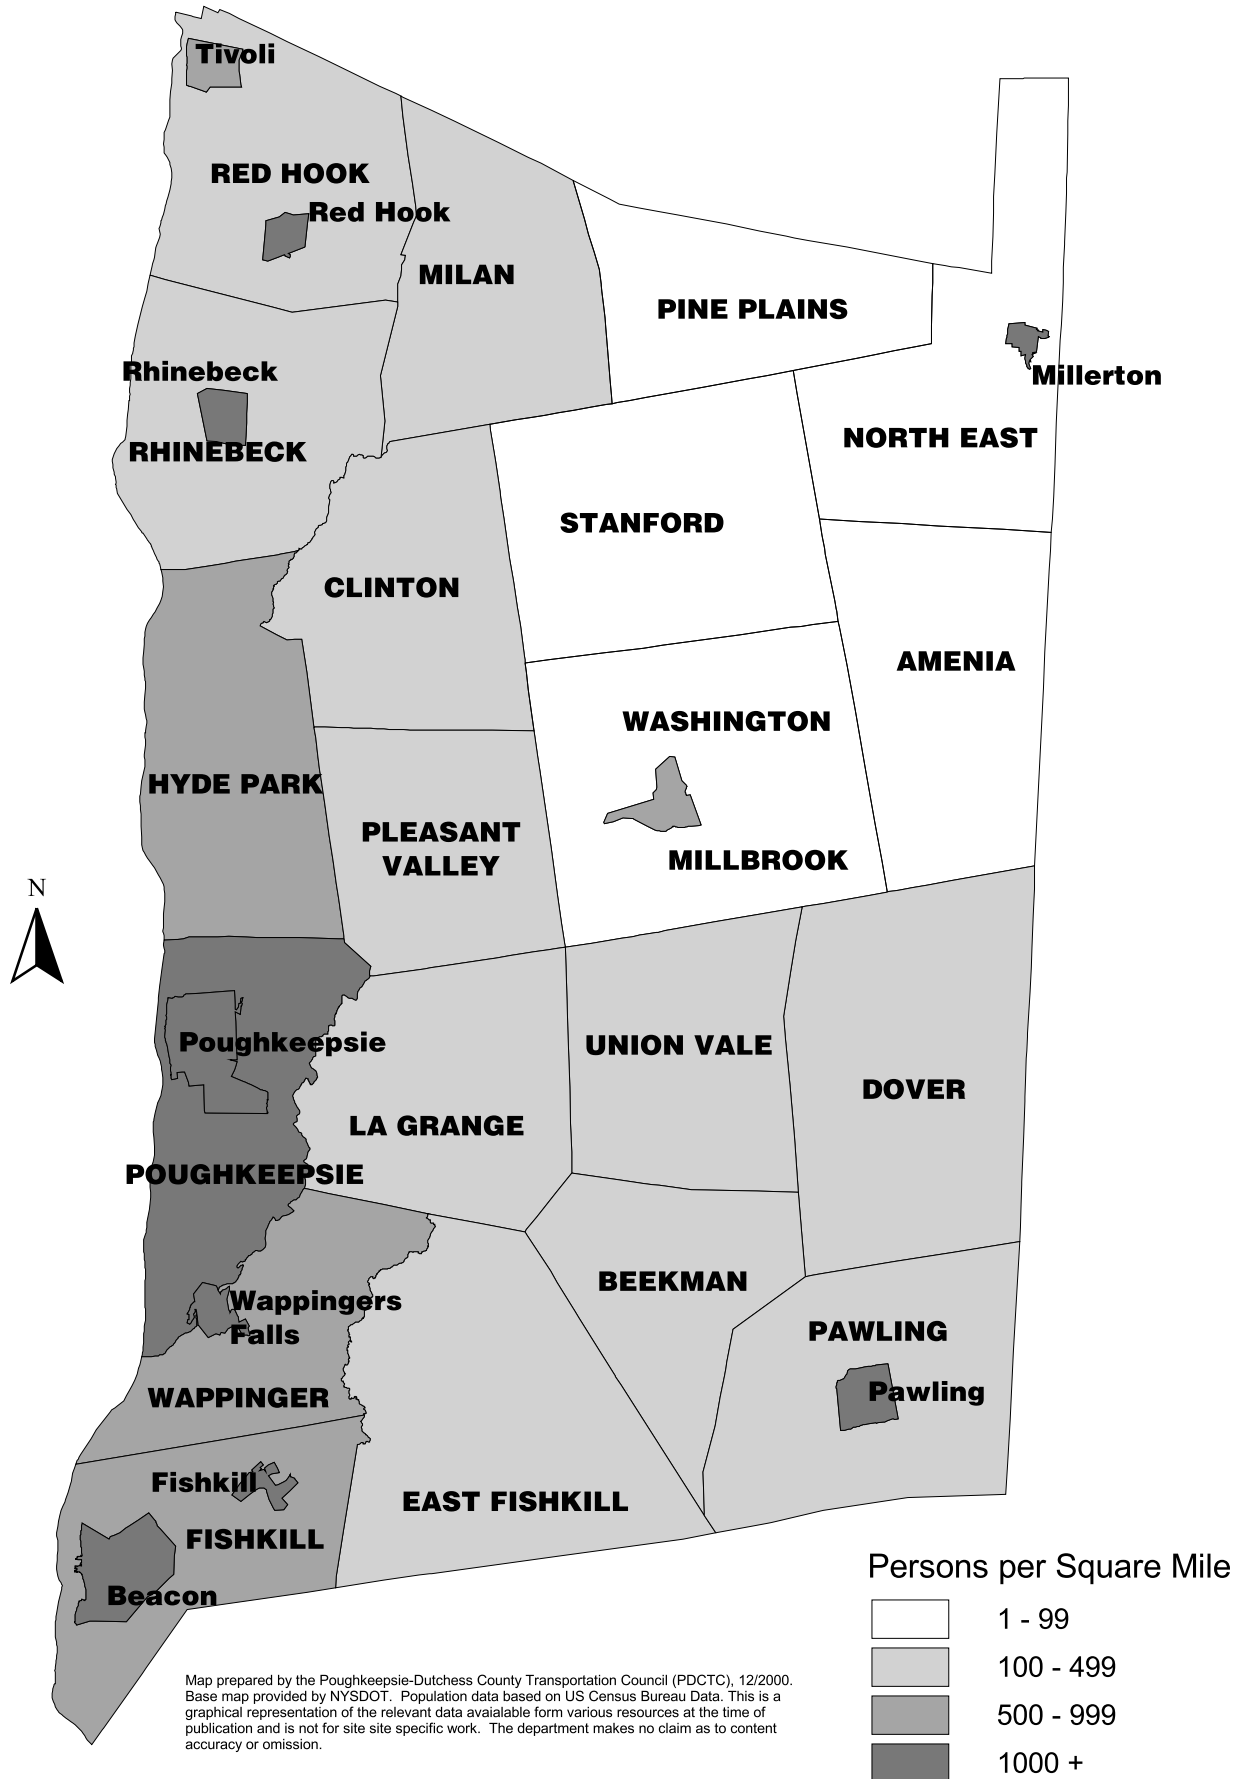 Tivoli
RED HOOK
Red Hook
MILAN
PINE PLAINS
Rhinebeck
Millerton
RHINEBECK
NORTH EAST
STANFORD
CLINTON
AMENIA
WASHINGTON
HYDE PARK
PLEASANT
VALLEY
MILLBROOK
N
Poughkeepsie
UNION VALE
DOVER
LA GRANGE
POUGHKEEPSIE
BEEKMAN
Wappingers
Falls
PAWLING
Pawling
WAPPINGER
Fishkill
EAST FISHKILL
FISHKILL
Beacon
Persons per Square Mile
1 - 99
100 - 499
500 - 999
1000 +
Map prepared by the Poughkeepsie-Dutchess County Transportation Council (PDCTC), 12/2000.
Base map provided by NYSDOT.  Population data based on US Census Bureau Data. This is a
graphical representation of the relevant data avaialable form various resources at the time of
publication and is not for site site specific work.  The department makes no claim as to content
accuracy or omission.